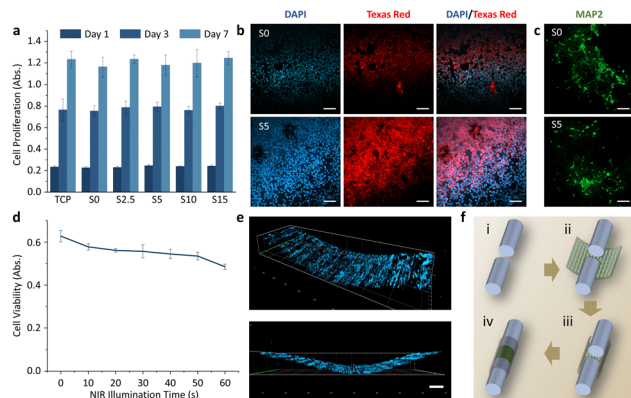 a
Day 1 Day 3 Day 7
Cell Proliferation (Abs.)
1.4
1.2
1.0
0.8
0.6
0.4
0.2
0.0
TCP S0 S2.5 S5 S10 S15
b
DAPI Texas Red DAPI/Texas Red
S0
S5
c
MAP2
S0
S5
d
Cell Viability (Abs.)
0.6
0.4
0.2
0.0
0 10 20 30 40 50 60
NIR Illumination Time (s)
e
f
i ii
iv iii